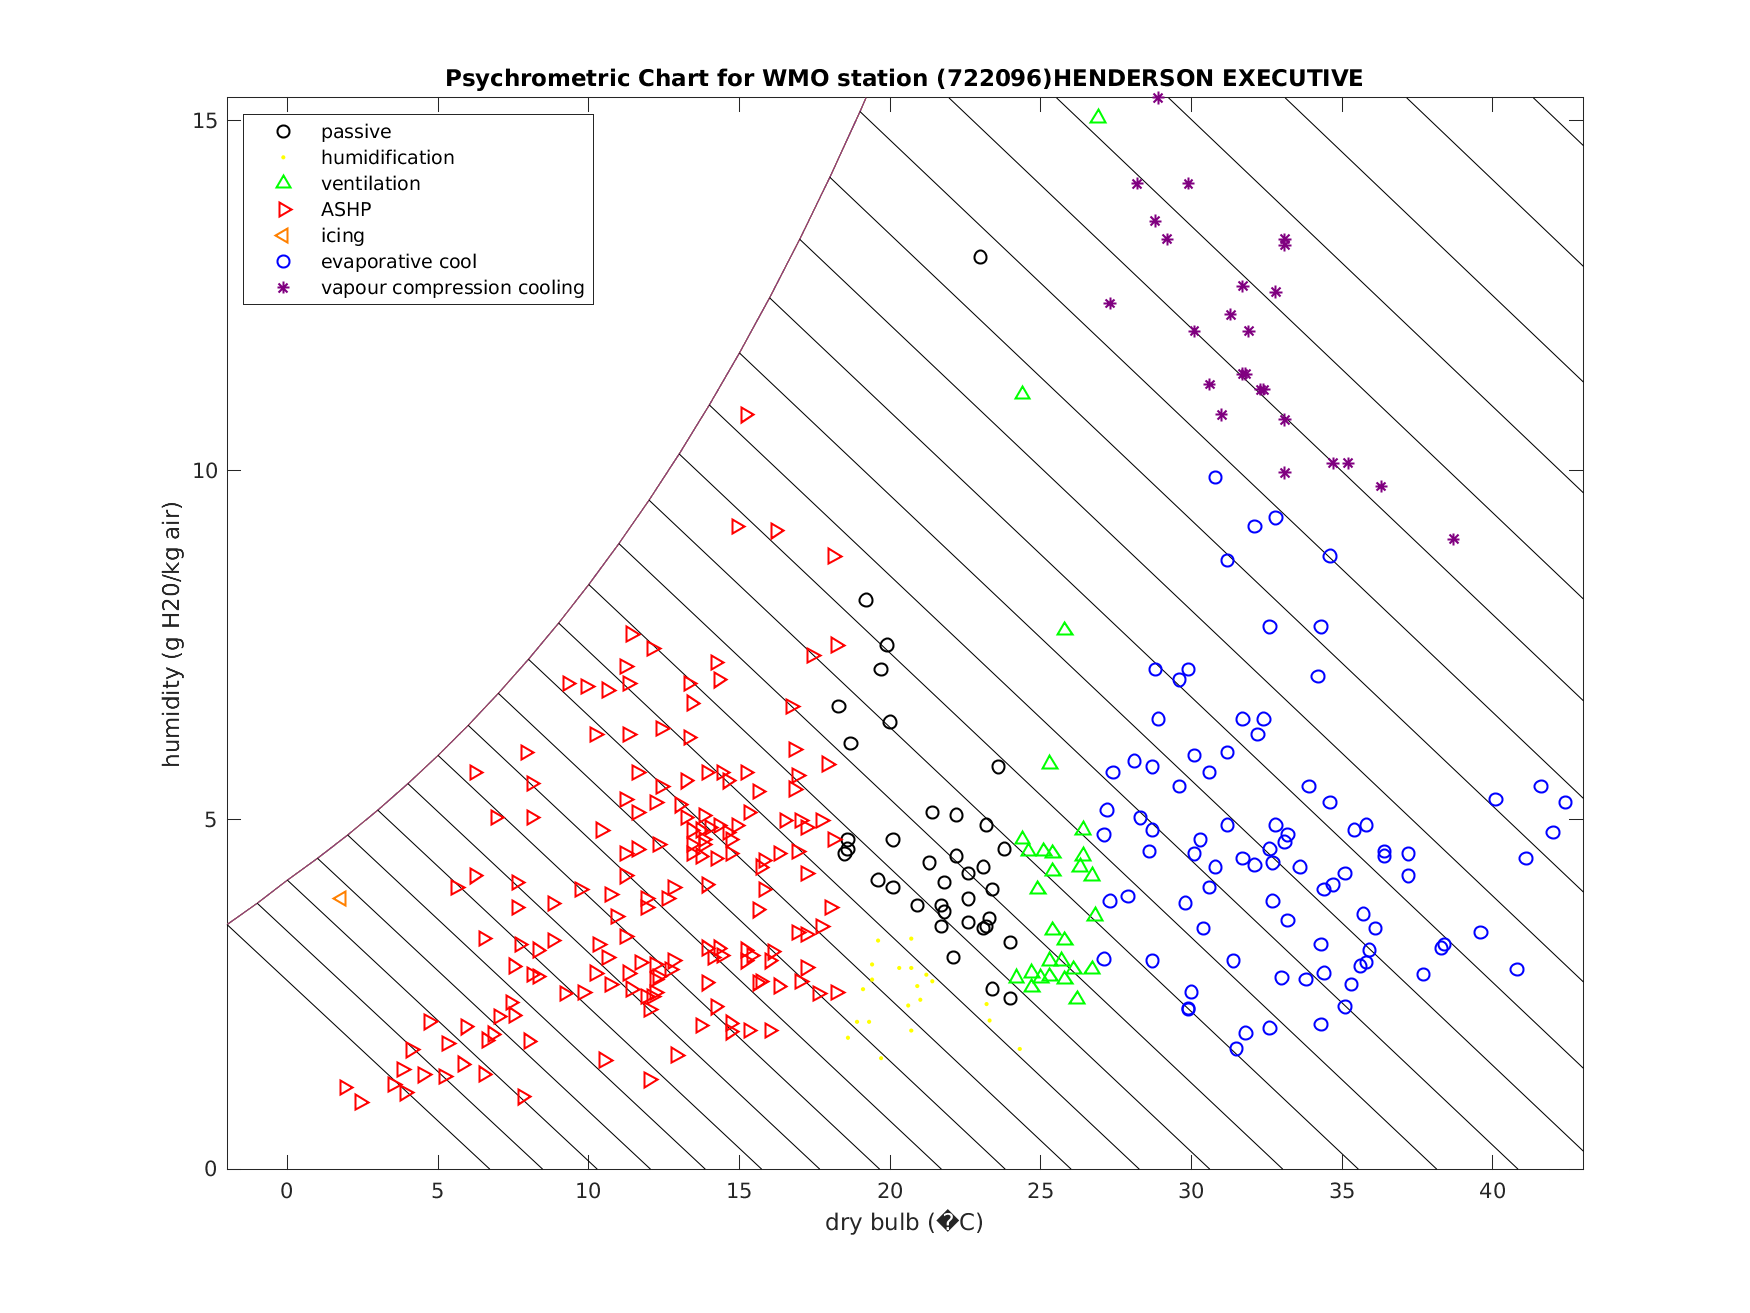 Psychrometric Chart for WMO station (722096)HENDERSON EXECUTIVE
passive
humidification
ventilation
ASHP
icing
evaporative cool
vapour compression cooling
humidity (g H20/kg air)
15
10
5
0
0 5 10 15 20 25 30 35 40
dry bulb (�C)